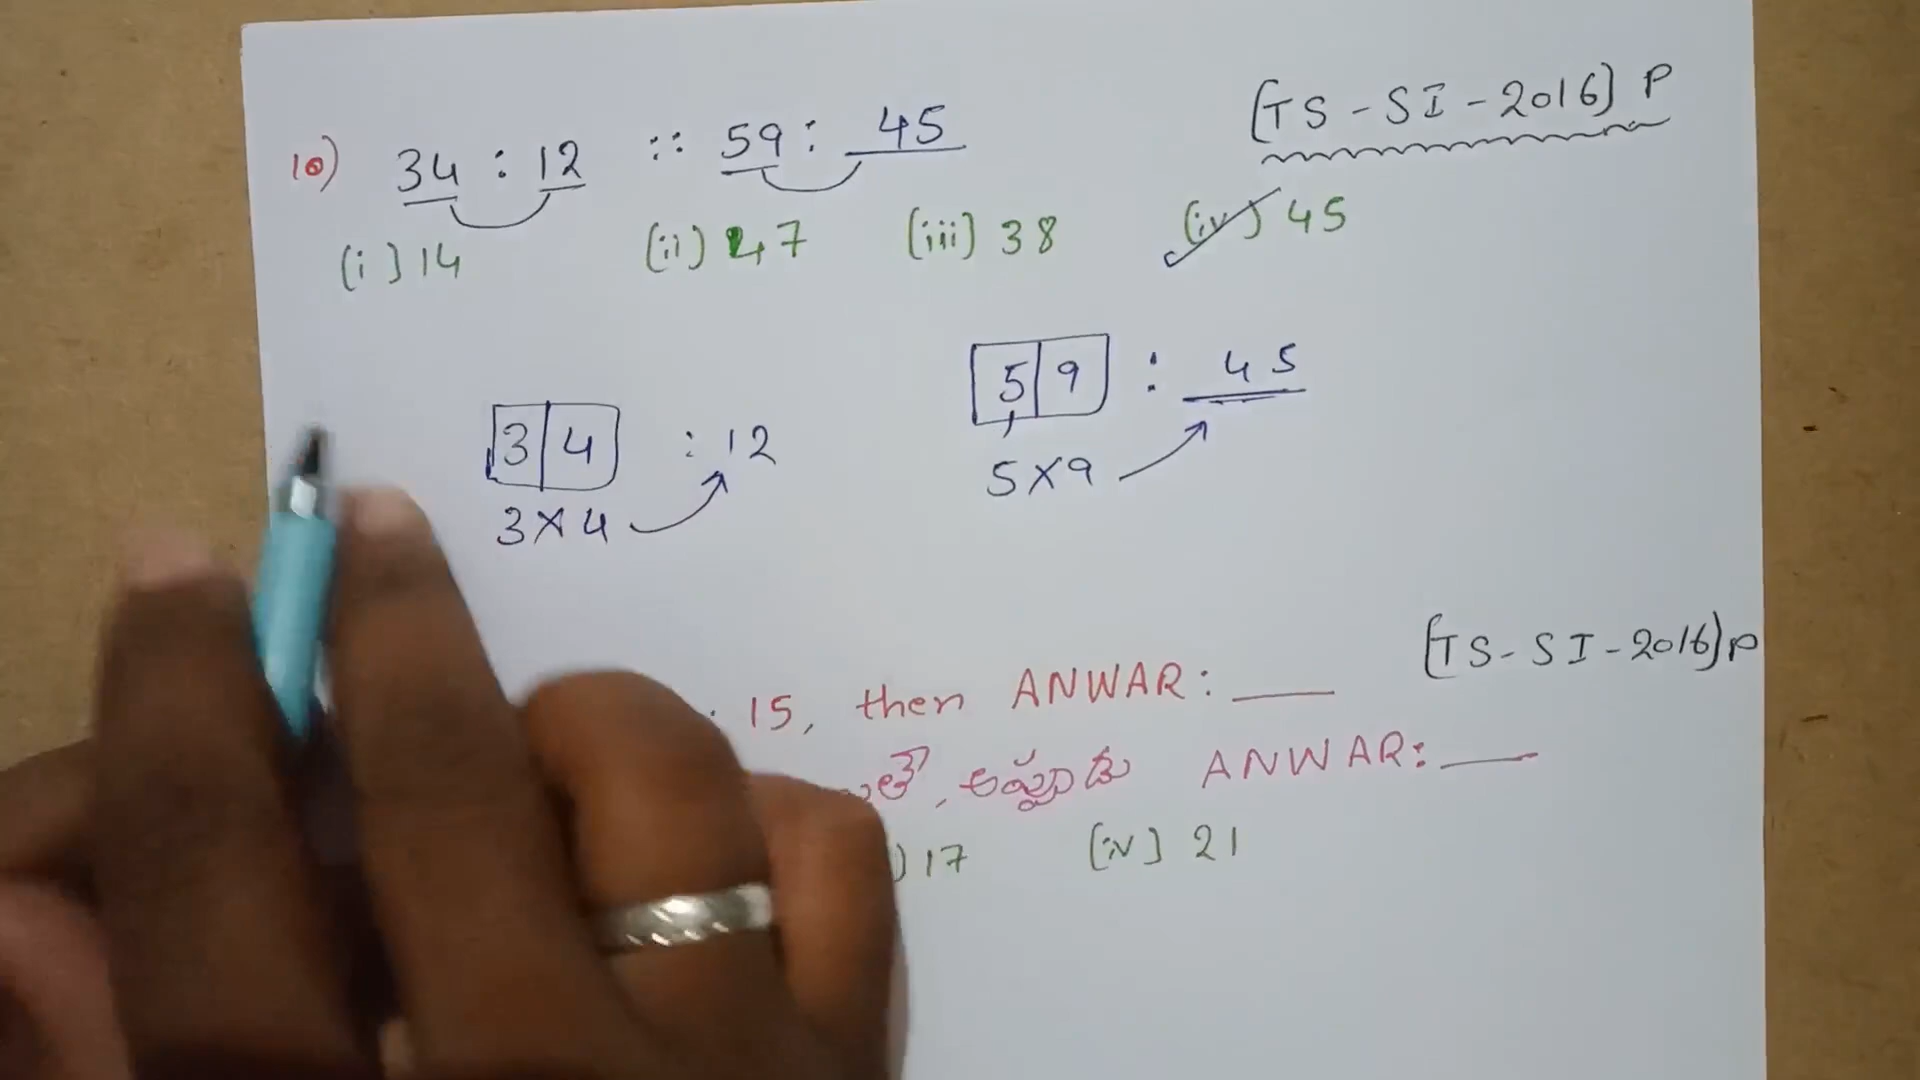 10) 34 : 12 :: 59 : 45 [TS-SI-2016] P
(i) 14 (ii) 27 (iii) 38 (iv) 45
3 4 : 12
3×4
5 9 : 45
5×9
[TS-SI-2016] P
15, then ANWAR: ___
, అప్పుడు ANWAR: ___
) 17 (iv) 21